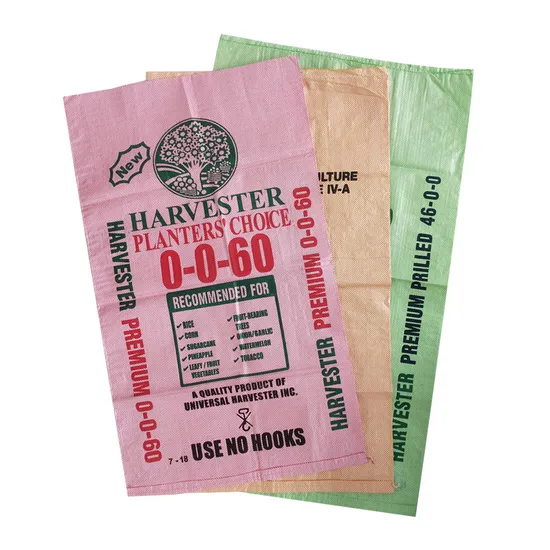 New
HARVESTER
PLANTERS' CHOICE
0-0-60
RECOMMENDED FOR
✓ RICE
✓ CORN
✓ SUGARCANE
✓ PINEAPPLE
✓ LEAFY / FRUIT
VEGETABLES
✓ FRUIT-BEARING
TREES
✓ ONION/GARLIC
✓ WATERMELON
✓ TOBACCO
A QUALITY PRODUCT OF
UNIVERSAL HARVESTER INC.
USE NO HOOKS
7 - 18
HARVESTER PREMIUM 0-0-60
HARVESTER PREMIUM 0-0-60
ULTURE
E IV-A
HARVESTER PREMIUM PRILLED 46-0-0